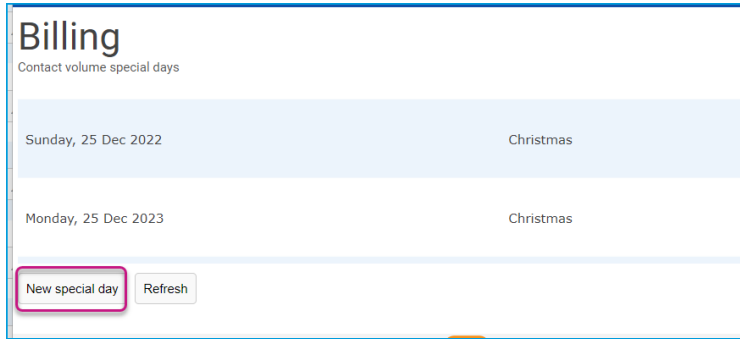 Billing
Contact volume special days
Sunday, 25 Dec 2022 Christmas
Monday, 25 Dec 2023 Christmas
New special day Refresh